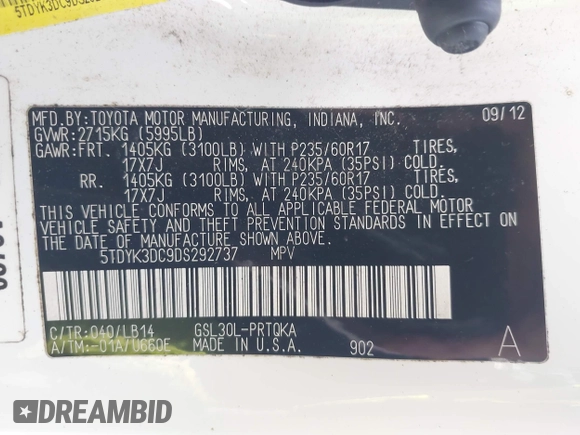 5TDYK3DC9DS292
MFD.BY:TOYOTA MOTOR MANUFACTURING, INDIANA, INC. 09/12
GVWR:2715KG (5995LB)
GAWR:FRT. 1405KG (3100LB) WITH P235/60R17 TIRES,
17X7J RIMS, AT 240KPA (35PSI) COLD.
RR. 1405KG (3100LB) WITH P235/60R17 TIRES,
17X7J RIMS, AT 240KPA (35PSI) COLD.
THIS VEHICLE CONFORMS TO ALL APPLICABLE FEDERAL MOTOR
VEHICLE SAFETY AND THEFT PREVENTION STANDARDS IN
EFFECT ON THE DATE OF MANUFACTURE SHOWN ABOVE.
5TDYK3DC9DS292737 MPV
C/TR:040/LB14 GSL30L-PRTQKA
A/TM:-01A/U660E MADE IN U.S.A. 902 A
DREAMBID